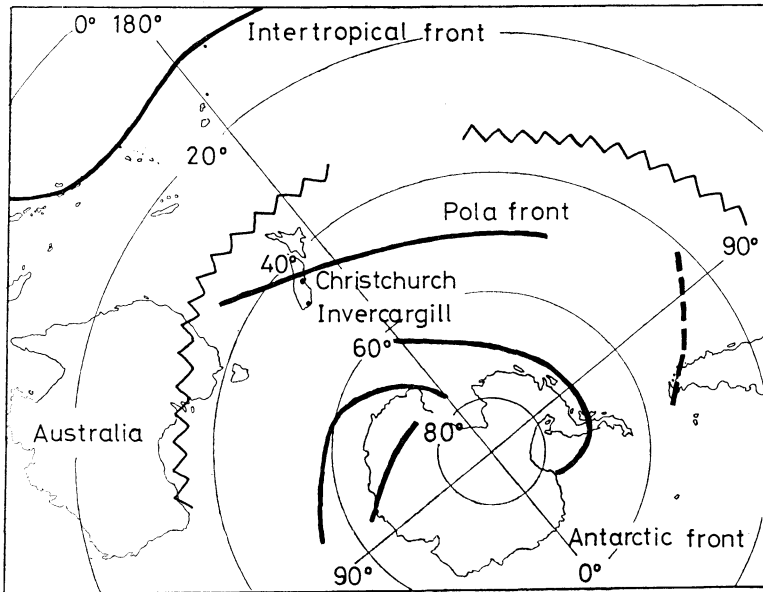 0° 180°
Intertropical front
20°
Pola front
90°
40°
Christchurch
Invercargill
60°
Australia
80°
Antarctic front
90°
0°